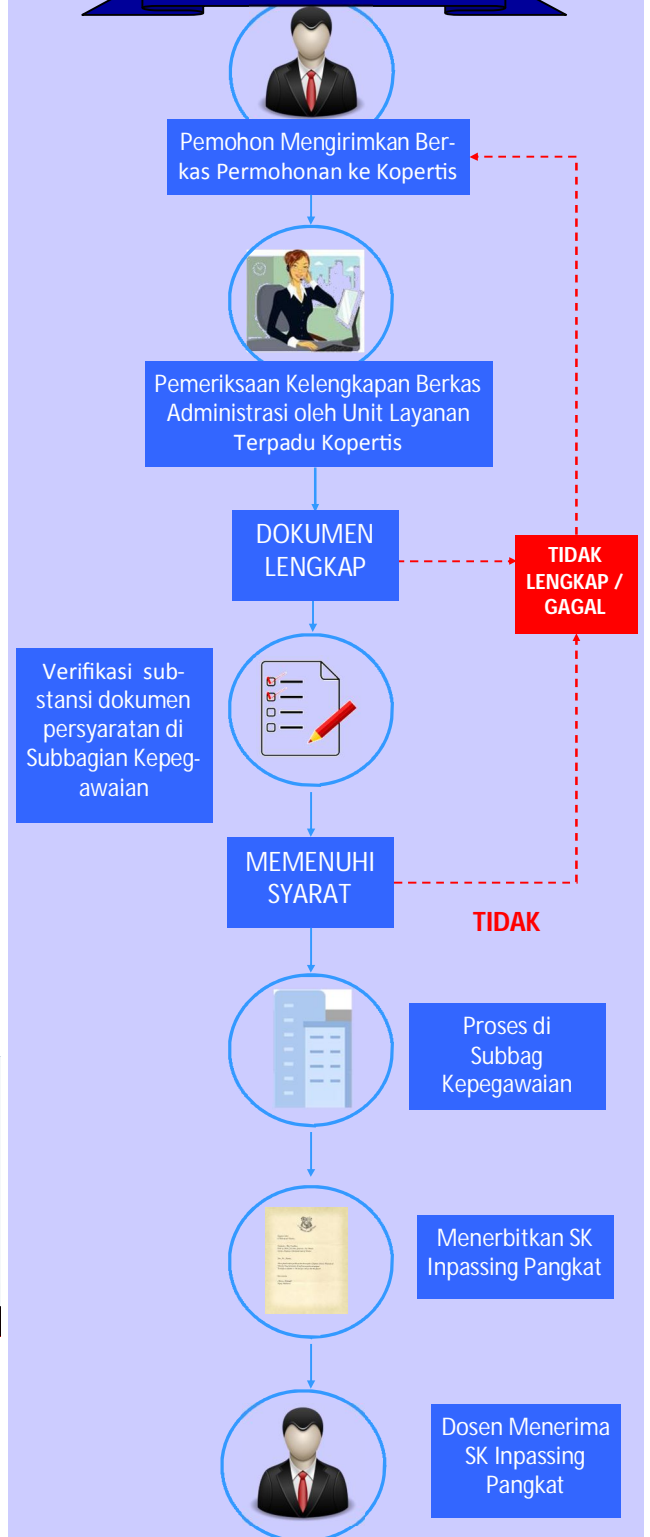 Pemohon Mengirimkan Ber-
kas Permohonan ke Kopertis
Pemeriksaan Kelengkapan Berkas
Administrasi oleh Unit Layanan
Terpadu Kopertis
DOKUMEN
LENGKAP
TIDAK
LENGKAP /
GAGAL
Verifikasi sub-
stansi dokumen
persyaratan di
Subbagian Kepeg-
awaian
MEMENUHI
SYARAT
TIDAK
Proses di
Subbag
Kepegawaian
Menerbitkan SK
Inpassing Pangkat
Dosen Menerima
SK Inpassing
Pangkat